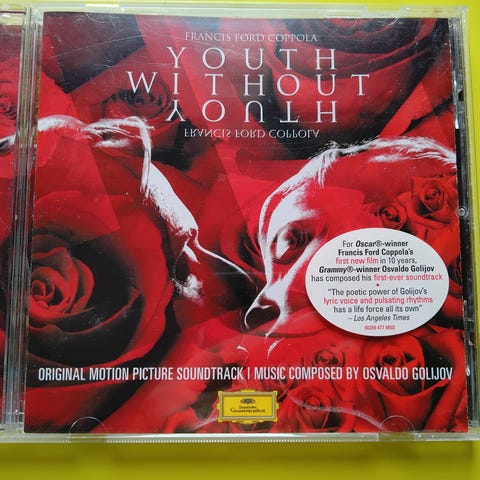 FRANCIS FORD COPPOLA
YOUTH
WITHOUT
YOUTH
FRANCIS FORD COPPOLA
For Oscar®-winner
Francis Ford Coppola's
first new film in 10 years,
Grammy®-winner Osvaldo Golijov
has composed his first-ever soundtrack
•
"The poetic power of Golijov's
lyric voice and pulsating rhythms
has a life force all its own"
– Los Angeles Times
00289 477 6603
ORIGINAL MOTION PICTURE SOUNDTRACK | MUSIC COMPOSED BY OSVALDO GOLIJOV
Deutsche
Grammophon